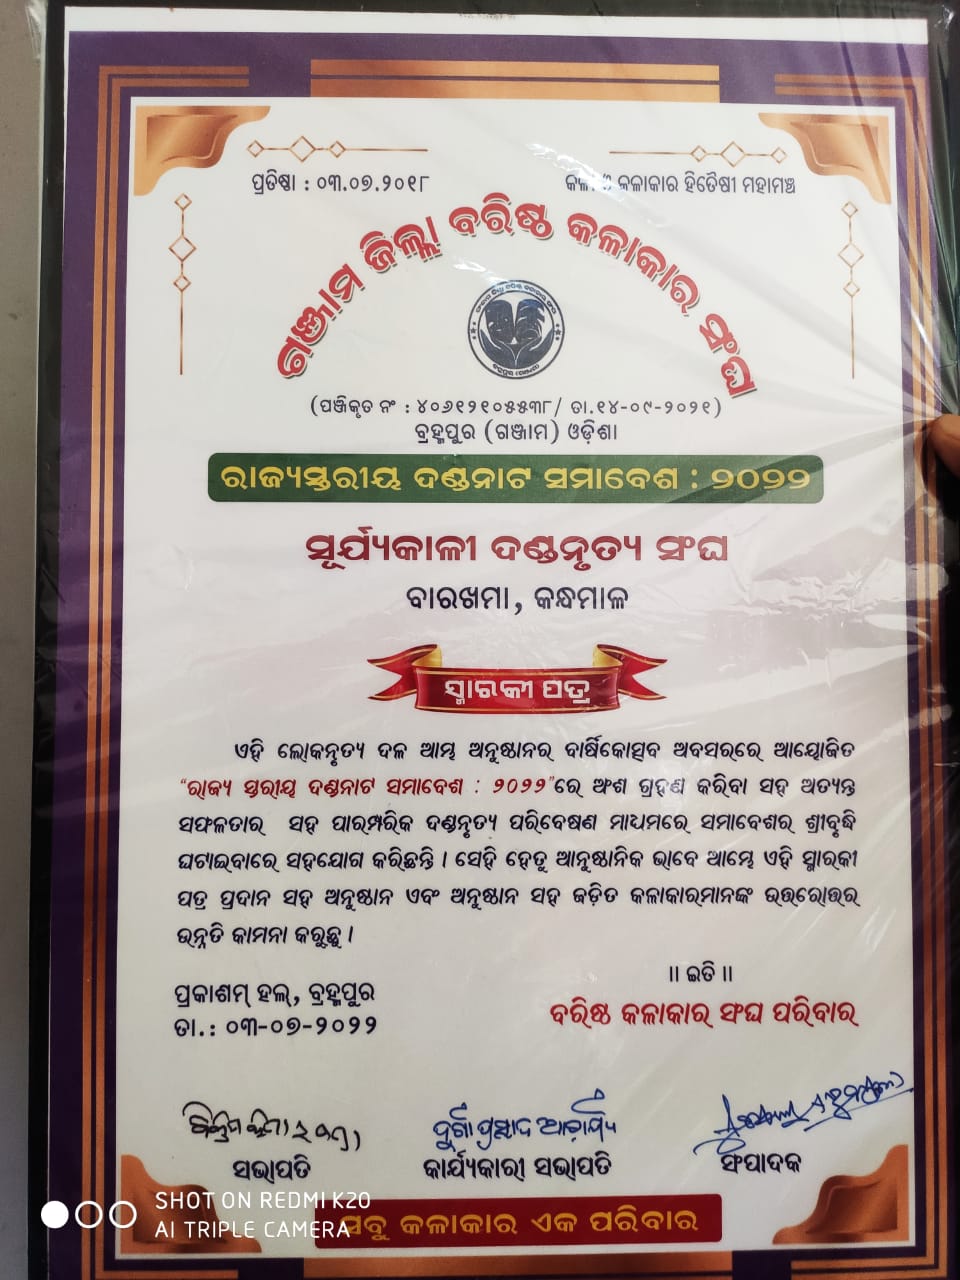 ପ୍ରତିଷ୍ଠା : ୦୩.୦୭.୨୦୧୮
କଳା ଓ କଳାକାର ହିତୈଷୀ ମହାମଞ୍ଚ
ଗଞ୍ଜାମ ଜିଲ୍ଲା ବରିଷ୍ଠ କଳାକାର ସଂଘ
(ପଞ୍ଜିକୃତ ନଂ : ୪୦୬୧୨୧୦୫୫୩୮/ ତା.୧୪-୦୯-୨୦୨୧)
ବ୍ରହ୍ମପୁର (ଗଞ୍ଜାମ) ଓଡ଼ିଶା
ରାଜ୍ୟସ୍ତରୀୟ ଦଣ୍ଡନାଟ ସମାବେଶ : ୨୦୨୨
ସୂର୍ଯ୍ୟକାଳୀ ଦଣ୍ଡନୃତ୍ୟ ସଂଘ
ବାରଖମା, କନ୍ଧମାଳ
ସ୍ମାରକୀ ପତ୍ର
ଏହି ଲୋକନୃତ୍ୟ ଦଳ ଆମ୍ଭ ଅନୁଷ୍ଠାନର ବାର୍ଷିକୋତ୍ସବ ଅବସରରେ ଆୟୋଜିତ
“ରାଜ୍ୟ ସ୍ତରୀୟ ଦଣ୍ଡନାଟ ସମାବେଶ : ୨୦୨୨”ରେ ଅଂଶ ଗ୍ରହଣ କରିବା ସହ ଅତ୍ୟନ୍ତ
ସଫଳତାର ସହ ପାରମ୍ପରିକ ଦଣ୍ଡନୃତ୍ୟ ପରିବେଷଣ ମାଧ୍ୟମରେ ସମାବେଶର ଶ୍ରୀବୃଦ୍ଧି
ଘଟାଇବାରେ ସହଯୋଗ କରିଛନ୍ତି । ସେହି ହେତୁ ଆନୁଷ୍ଠାନିକ ଭାବେ ଆମ୍ଭେ ଏହି ସ୍ମାରକୀ
ପତ୍ର ପ୍ରଦାନ ସହ ଅନୁଷ୍ଠାନ ଏବଂ ଅନୁଷ୍ଠାନ ସହ ଜଡ଼ିତ କଳାକାରମାନଙ୍କ ଉତ୍ତରୋତ୍ତର
ଉନ୍ନତି କାମନା କରୁଛୁ ।
॥ ଇତି ॥
ପ୍ରକାଶମ୍ ହଲ୍, ବ୍ରହ୍ମପୁର
ବରିଷ୍ଠ କଳାକାର ସଂଘ ପରିବାର
ତା.: ୦୩-୦୭-୨୦୨୨
ଦୁର୍ଗା ପ୍ରସାଦ ଆଚାର୍ଯ୍ୟ
ସଭାପତି
କାର୍ଯ୍ୟକାରୀ ସଭାପତି
ସଂପାଦକ
ସବୁ କଳାକାର ଏକ ପରିବାର
SHOT ON REDMI K20
AI TRIPLE CAMERA